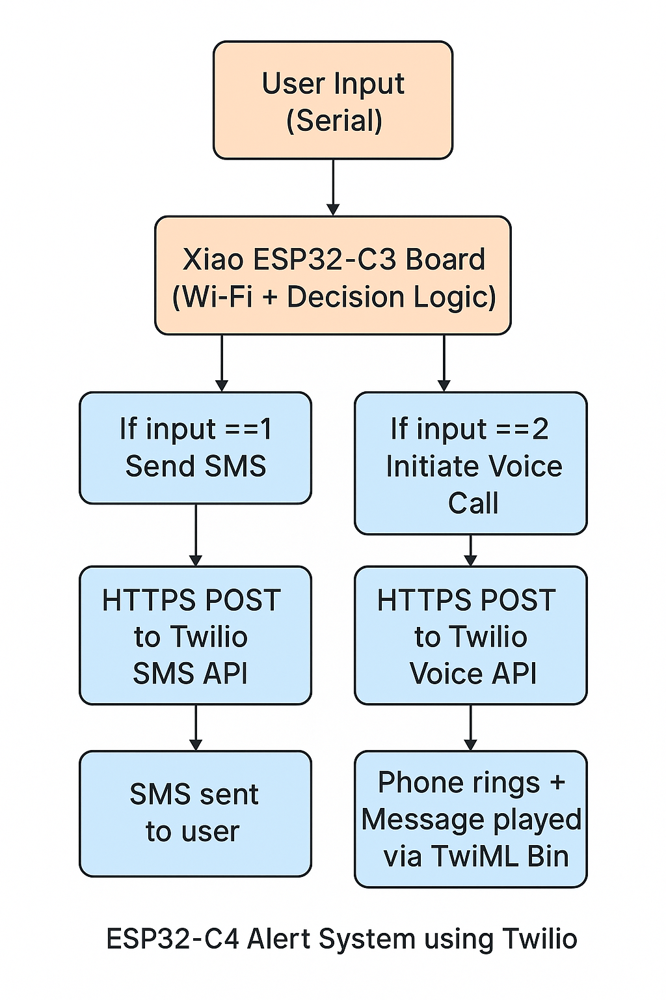 User Input
(Serial)
Xiao ESP32-C3 Board
(Wi-Fi + Decision Logic)
If input ==1
Send SMS
If input ==2
Initiate Voice
Call
HTTPS POST
to Twilio
SMS API
HTTPS POST
to Twilio
Voice API
SMS sent
to user
Phone rings +
Message played
via TwiML Bin
ESP32-C4 Alert System using Twilio